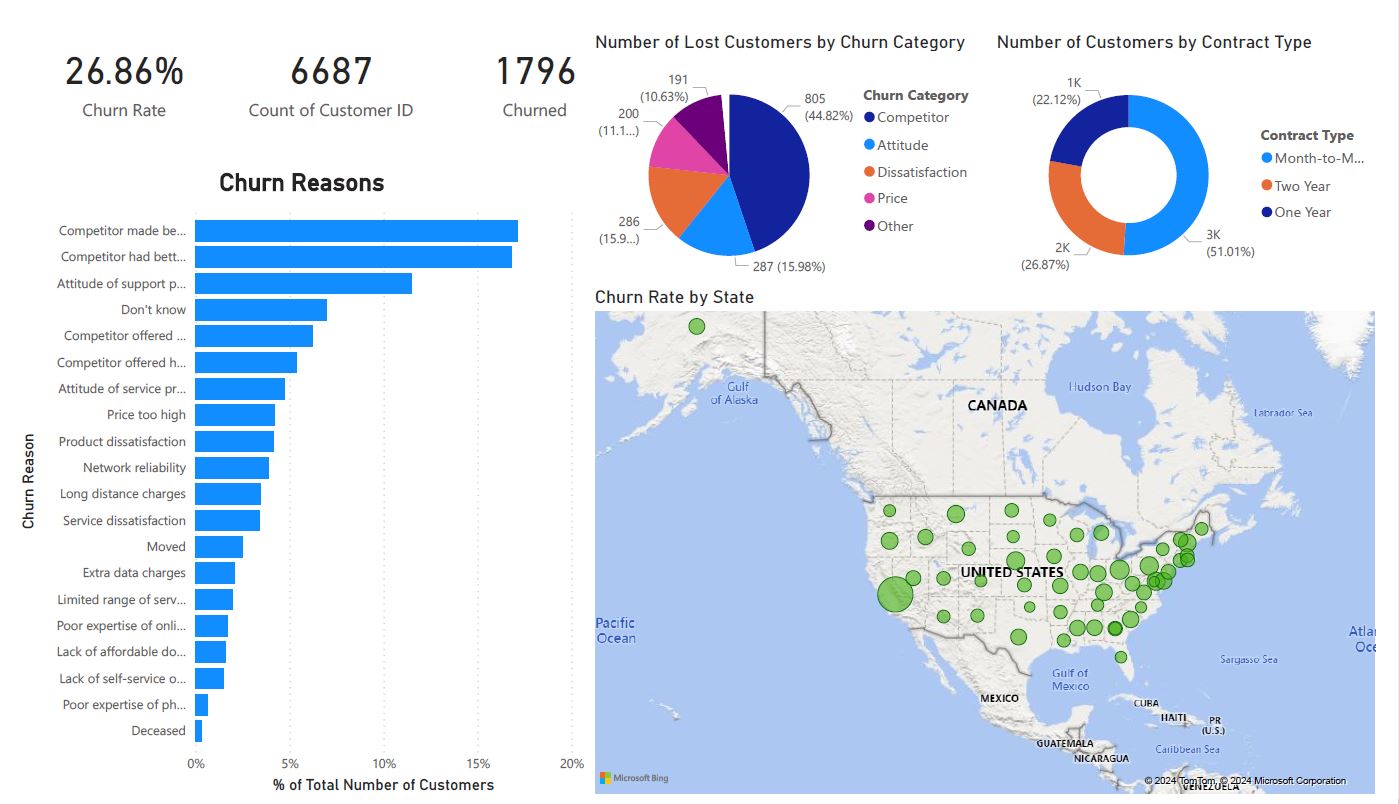 26.86%
Churn Rate
6687
Count of Customer ID
1796
Churned
Churn Reasons
Churn Reason
Competitor made be...
Competitor had bett...
Attitude of support p...
Don't know
Competitor offered ...
Competitor offered h...
Attitude of service pr...
Price too high
Product dissatisfaction
Network reliability
Long distance charges
Service dissatisfaction
Moved
Extra data charges
Limited range of serv...
Poor expertise of onli...
Lack of affordable do...
Lack of self-service o...
Poor expertise of ph...
Deceased
0%
5%
10%
15%
20%
% of Total Number of Customers
Number of Lost Customers by Churn Category
191
(10.63%)
200
(11.1...)
286
(15.9...)
287 (15.98%)
805
(44.82%)
Churn Category
Competitor
Attitude
Dissatisfaction
Price
Other
Number of Customers by Contract Type
1K
(22.12%)
2K
(26.87%)
3K
(51.01%)
Contract Type
Month-to-M...
Two Year
One Year
Churn Rate by State
Gulf
of Alaska
Hudson Bay
CANADA
Labrador Sea
UNITED STATES
Pacific
Ocean
Atlan
Oce
Sargasso Sea
Gulf of
Mexico
MEXICO
CUBA
HAITI
PR
(U.S.)
GUATEMALA
Caribbean Sea
NICARAGUA
Microsoft Bing
© 2024 TomTom, © 2024 Microsoft Corporation
VENEZUELA